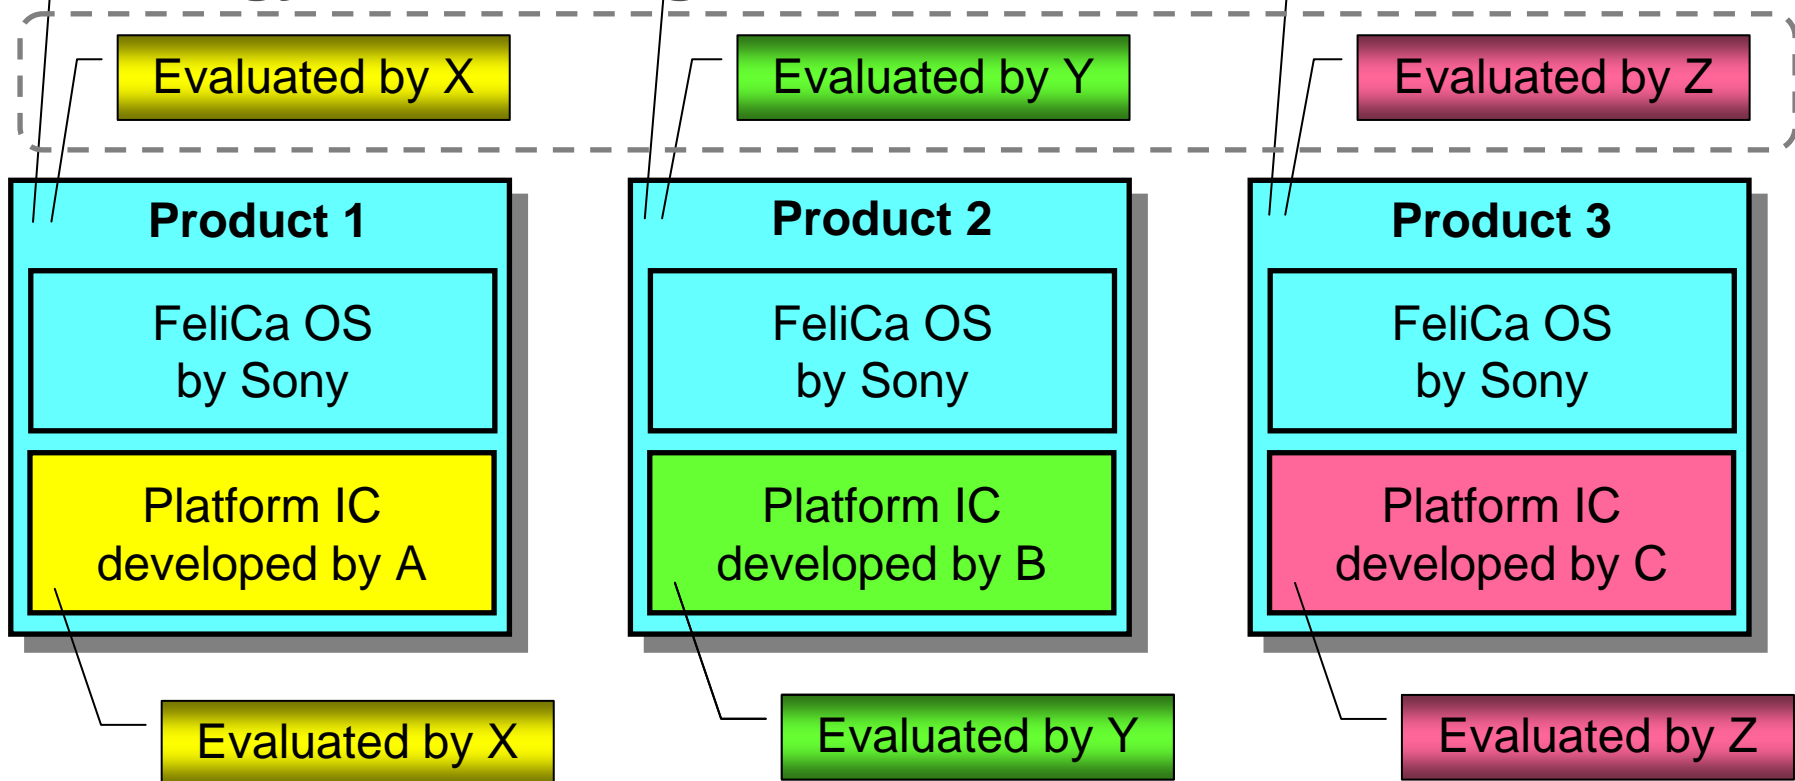 Evaluated by X
Evaluated by Y
Evaluated by Z
Product 1
Product 2
Product 3
FeliCa OS
by Sony
FeliCa OS
by Sony
FeliCa OS
by Sony
Platform IC
developed by A
Platform IC
developed by B
Platform IC
developed by C
Evaluated by X
Evaluated by Y
Evaluated by Z